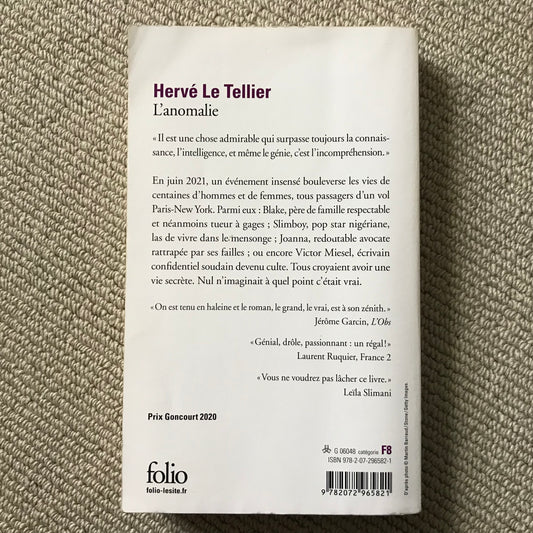 Hervé Le Tellier
L'anomalie
« Il est une chose admirable qui surpasse toujours la connais-
sance, l'intelligence, et même le génie, c'est l'incompréhension. »
En juin 2021, un événement insensé bouleverse les vies de
centaines d'hommes et de femmes, tous passagers d'un vol
Paris-New York. Parmi eux : Blake, père de famille respectable
et néanmoins tueur à gages ; Slimboy, pop star nigériane,
las de vivre dans le mensonge ; Joanna, redoutable avocate
rattrapée par ses failles ; ou encore Victor Miesel, écrivain
confidentiel soudain devenu culte. Tous croyaient avoir une
vie secrète. Nul n'imaginait à quel point c'était vrai.
« On est tenu en haleine et le roman, le grand, le vrai, est à son zénith. »
Jérôme Garcin, L'Obs
« Génial, drôle, passionnant : un régal ! »
Laurent Ruquier, France 2
« Vous ne voudrez pas lâcher ce livre. »
Leïla Slimani
Prix Goncourt 2020
G 06048 catégorie F8
ISBN 978-2-07-296582-1
9 782072 965821
folio
folio-lesite.fr
D'après photo © Martin Barraud / Stone / Getty Images.